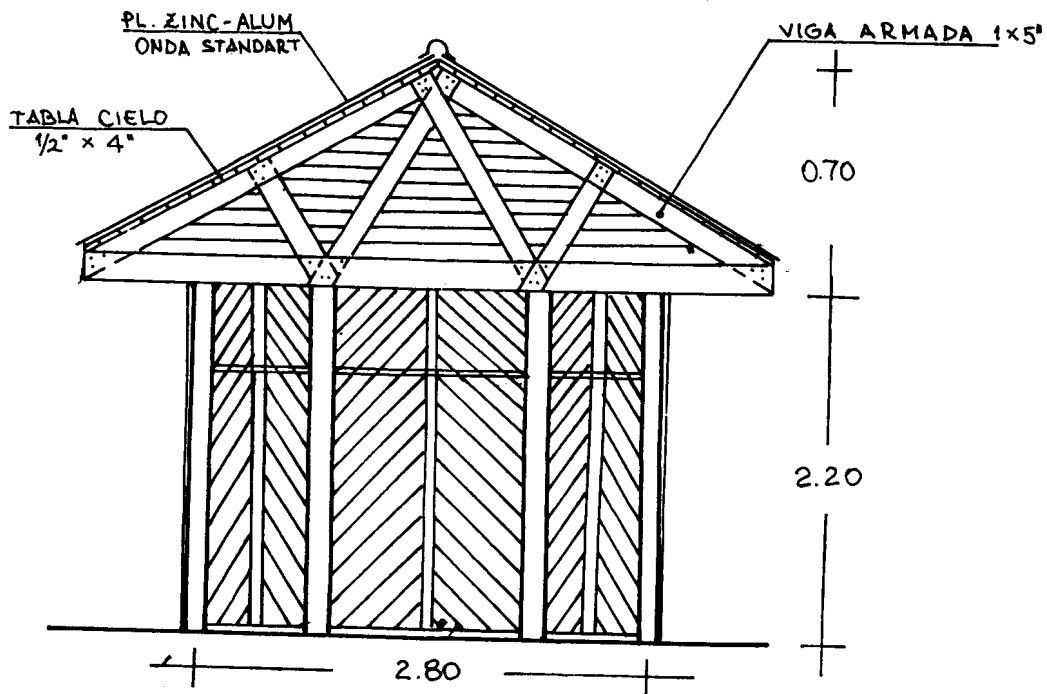 PL. ZINC-ALUM
ONDA STANDART
VIGA ARMADA 1x5"
TABLA CIELO
1/2" x 4"
0.70
2.20
2.80